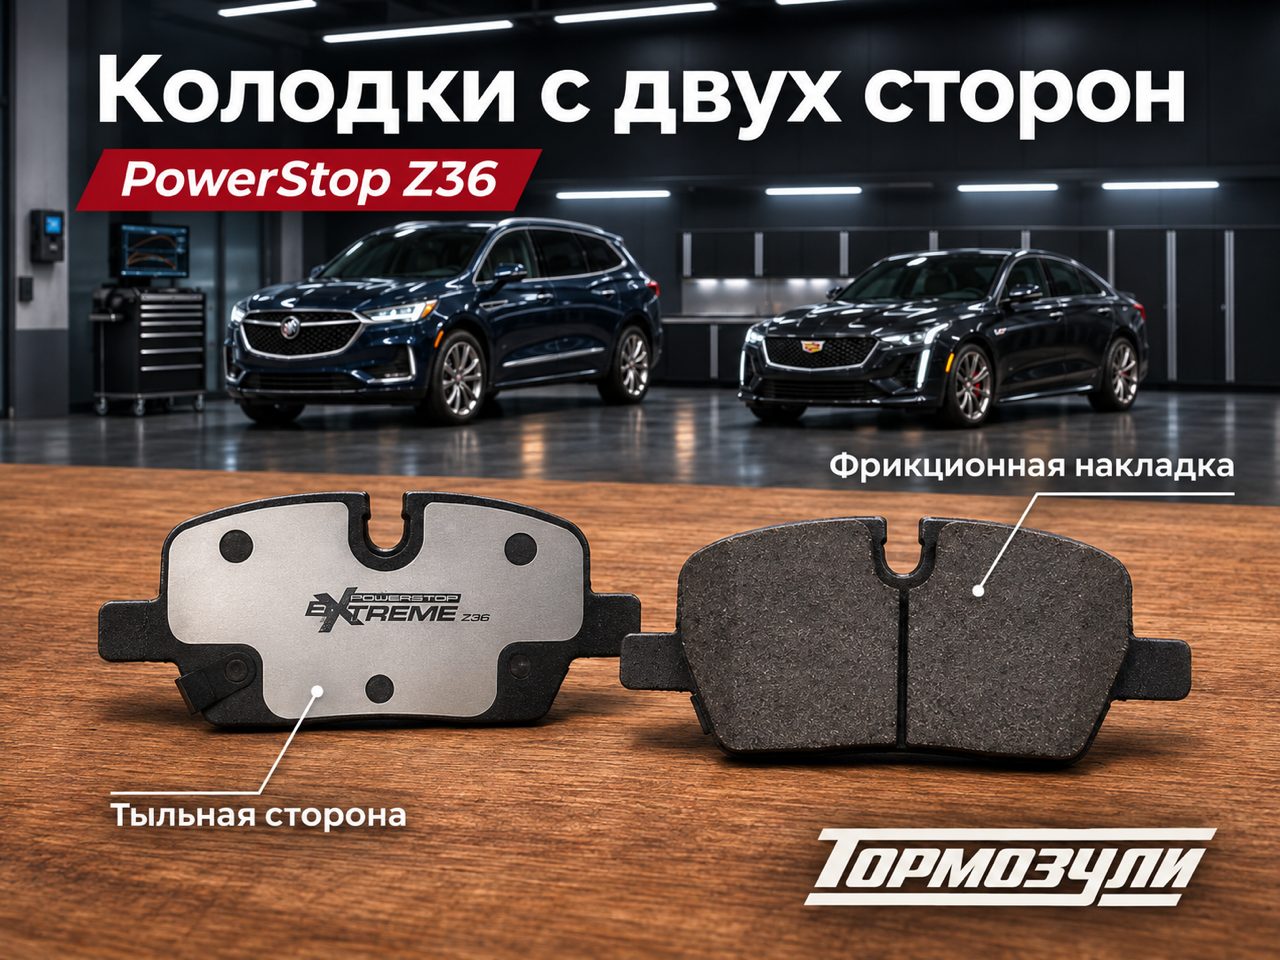 Колодки с двух сторон
PowerStop Z36
Фрикционная накладка
POWERSTOP
EXTREME Z36
Тыльная сторона
ТОРМОЗУЛИ